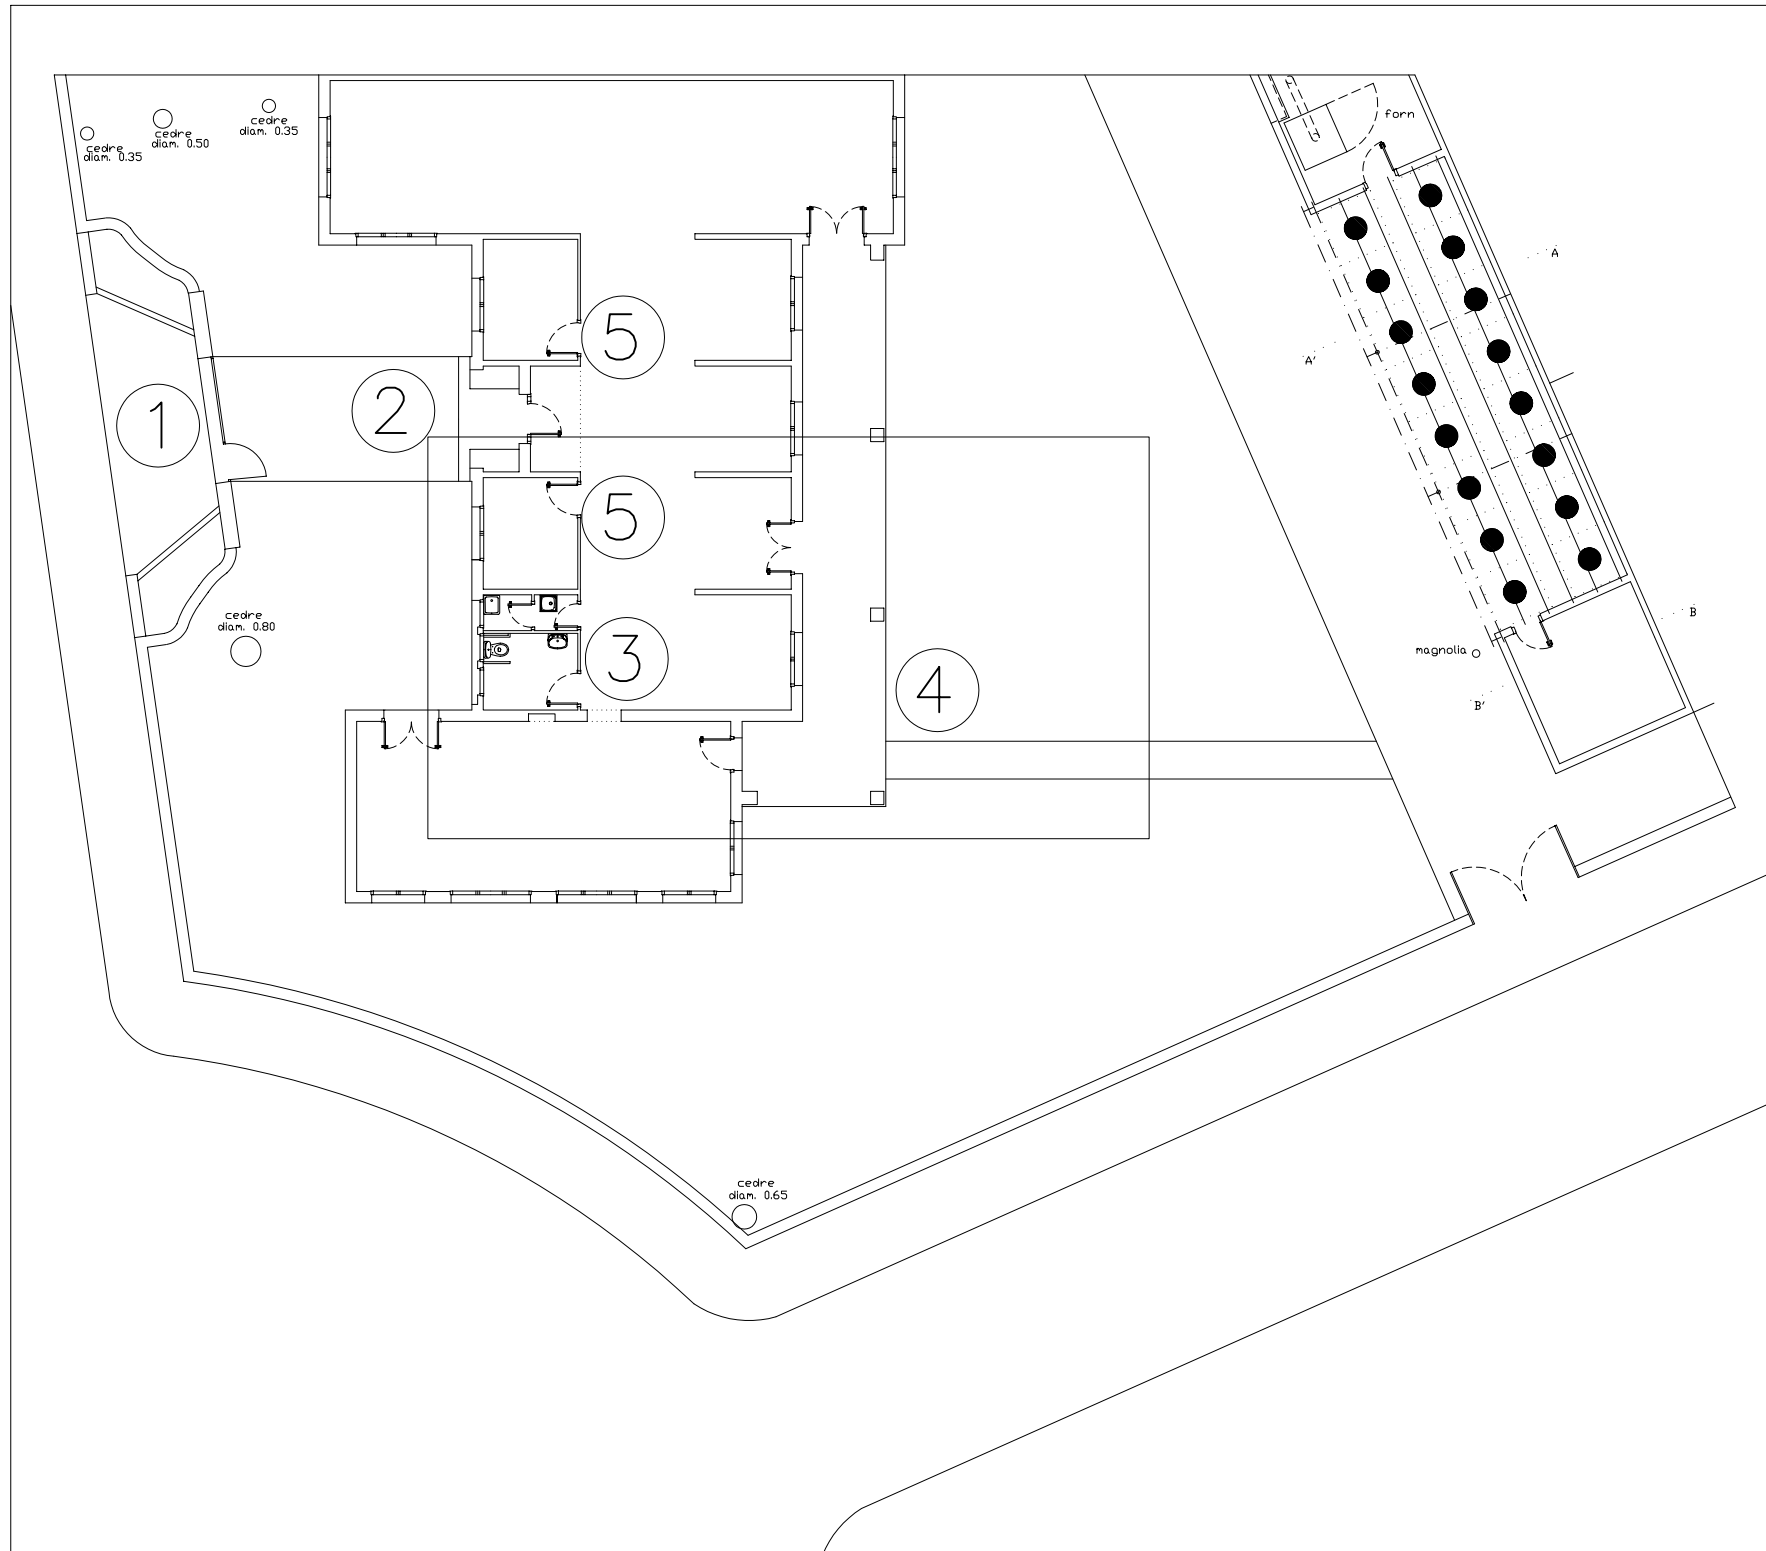 cedre
diam. 0.35
cedre
diam. 0.50
cedre
diam. 0.35
forn
A
A'
5
1
2
5
cedre
diam. 0.80
3
4
B
magnolia
B'
cedre
diam. 0.65